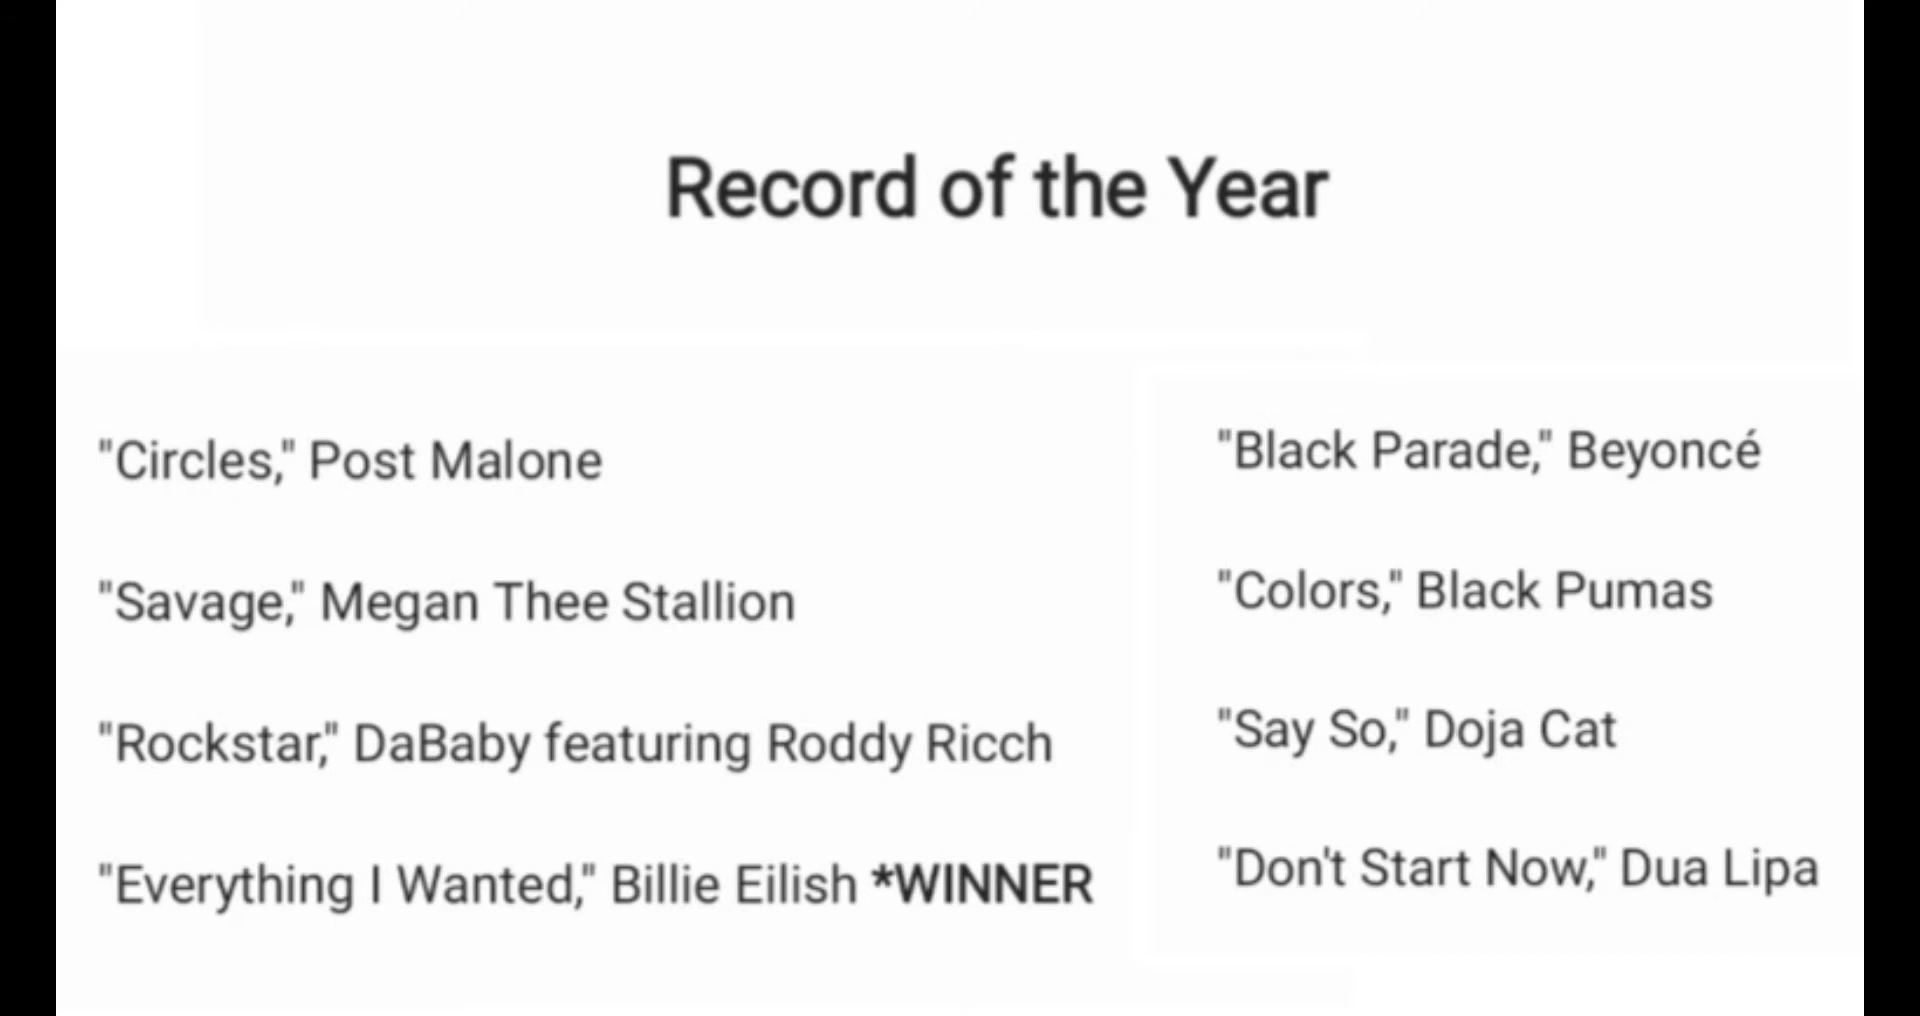 Record of the Year
"Circles," Post Malone
"Savage," Megan Thee Stallion
"Rockstar," DaBaby featuring Roddy Ricch
"Everything I Wanted," Billie Eilish *WINNER
"Black Parade," Beyoncé
"Colors," Black Pumas
"Say So," Doja Cat
"Don't Start Now," Dua Lipa